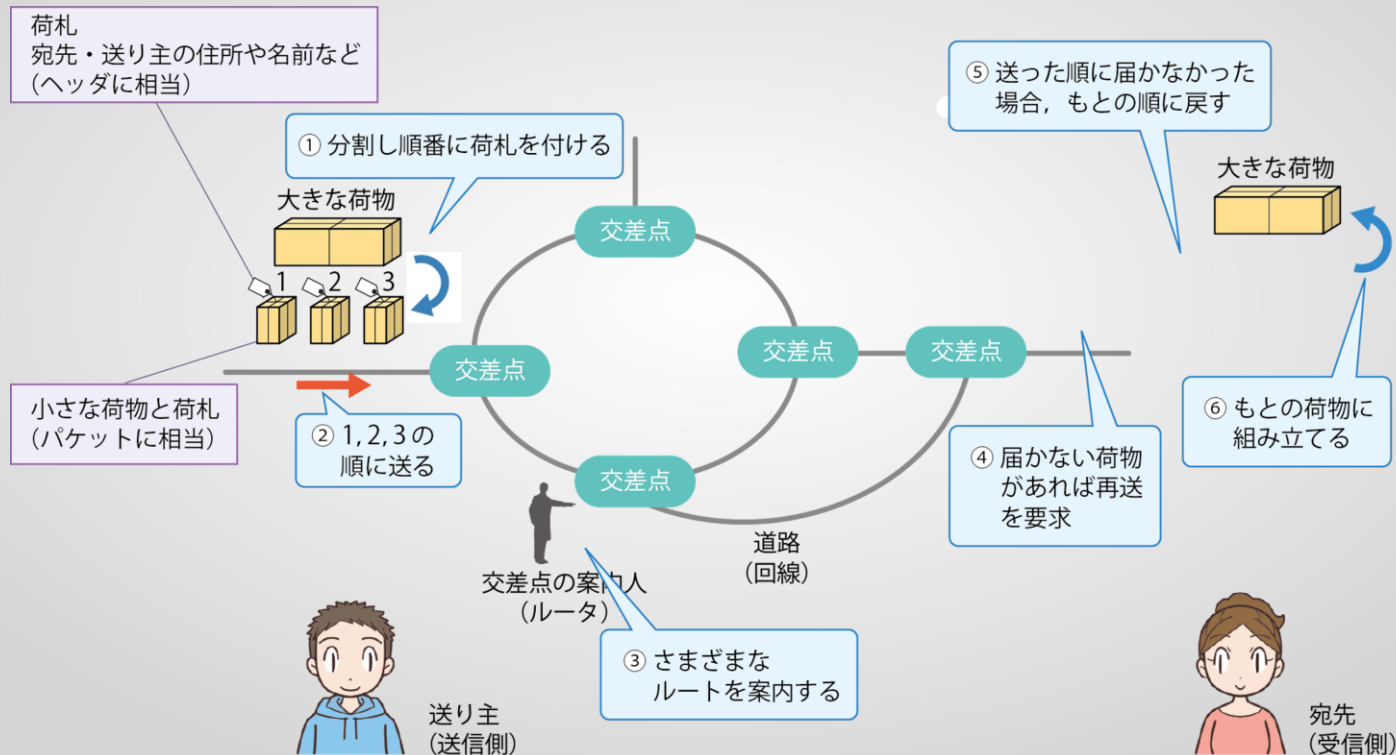 荷札
宛先・送り主の住所や名前など
（ヘッダに相当）
① 分割し順番に荷札を付ける
大きな荷物
1
2
3
小さな荷物と荷札
（パケットに相当）
② 1, 2, 3 の
順に送る
交差点
交差点
交差点
交差点
交差点
交差点の案内人
（ルータ）
③ さまざまな
ルートを案内する
道路
（回線）
④ 届かない荷物
があれば再送
を要求
⑤ 送った順に届かなかった
場合，もとの順に戻す
大きな荷物
⑥ もとの荷物に
組み立てる
送り主
（送信側）
宛先
（受信側）